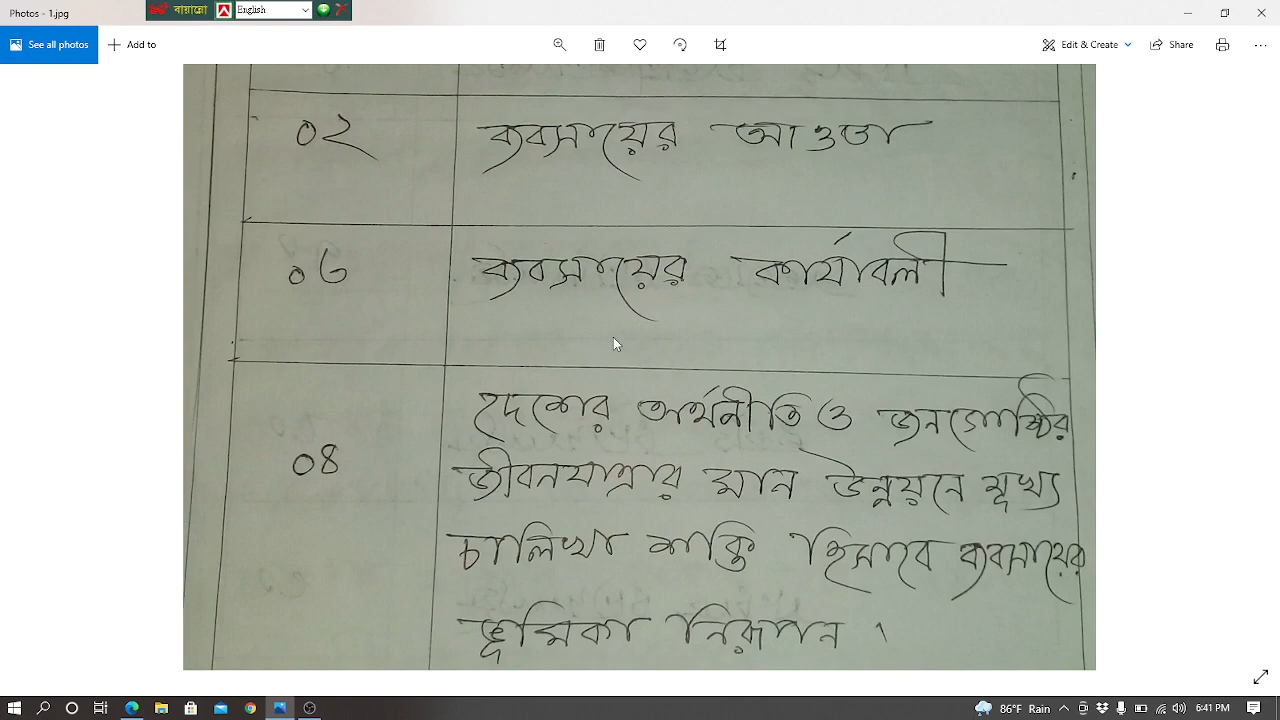 Photos - 1.jpg
বায়ান্নো English
See all photos Add to Edit & Create Share
০২ ব্যবসায়ের আওতা
০৩ ব্যবসায়ের কার্যাবলী
০৪ দেশের অর্থনীতি ও জনগোষ্ঠির
জীবনযাত্রার মান উন্নয়নে মূখ্য
চালিখা শক্তি হিসাবে ব্যবসায়ের
ভূমিকা নিরূপন ।
86°F Rain 6:41 PM